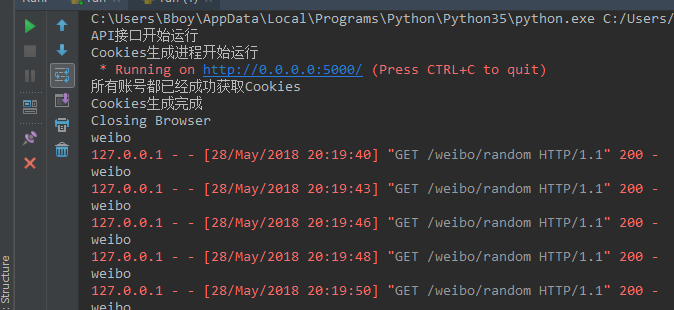 C:\Users\Bboy\AppData\Local\Programs\Python\Python35\python.exe C:/Users/
API接口开始运行
Cookies生成进程开始运行
 * Running on http://0.0.0.0:5000/ (Press CTRL+C to quit)
所有账号都已经成功获取Cookies
Cookies生成完成
Closing Browser
weibo
127.0.0.1 - - [28/May/2018 20:19:40] "GET /weibo/random HTTP/1.1" 200 -
weibo
127.0.0.1 - - [28/May/2018 20:19:43] "GET /weibo/random HTTP/1.1" 200 -
weibo
127.0.0.1 - - [28/May/2018 20:19:46] "GET /weibo/random HTTP/1.1" 200 -
weibo
127.0.0.1 - - [28/May/2018 20:19:48] "GET /weibo/random HTTP/1.1" 200 -
weibo
127.0.0.1 - - [28/May/2018 20:19:50] "GET /weibo/random HTTP/1.1" 200 -
weibo
Structure